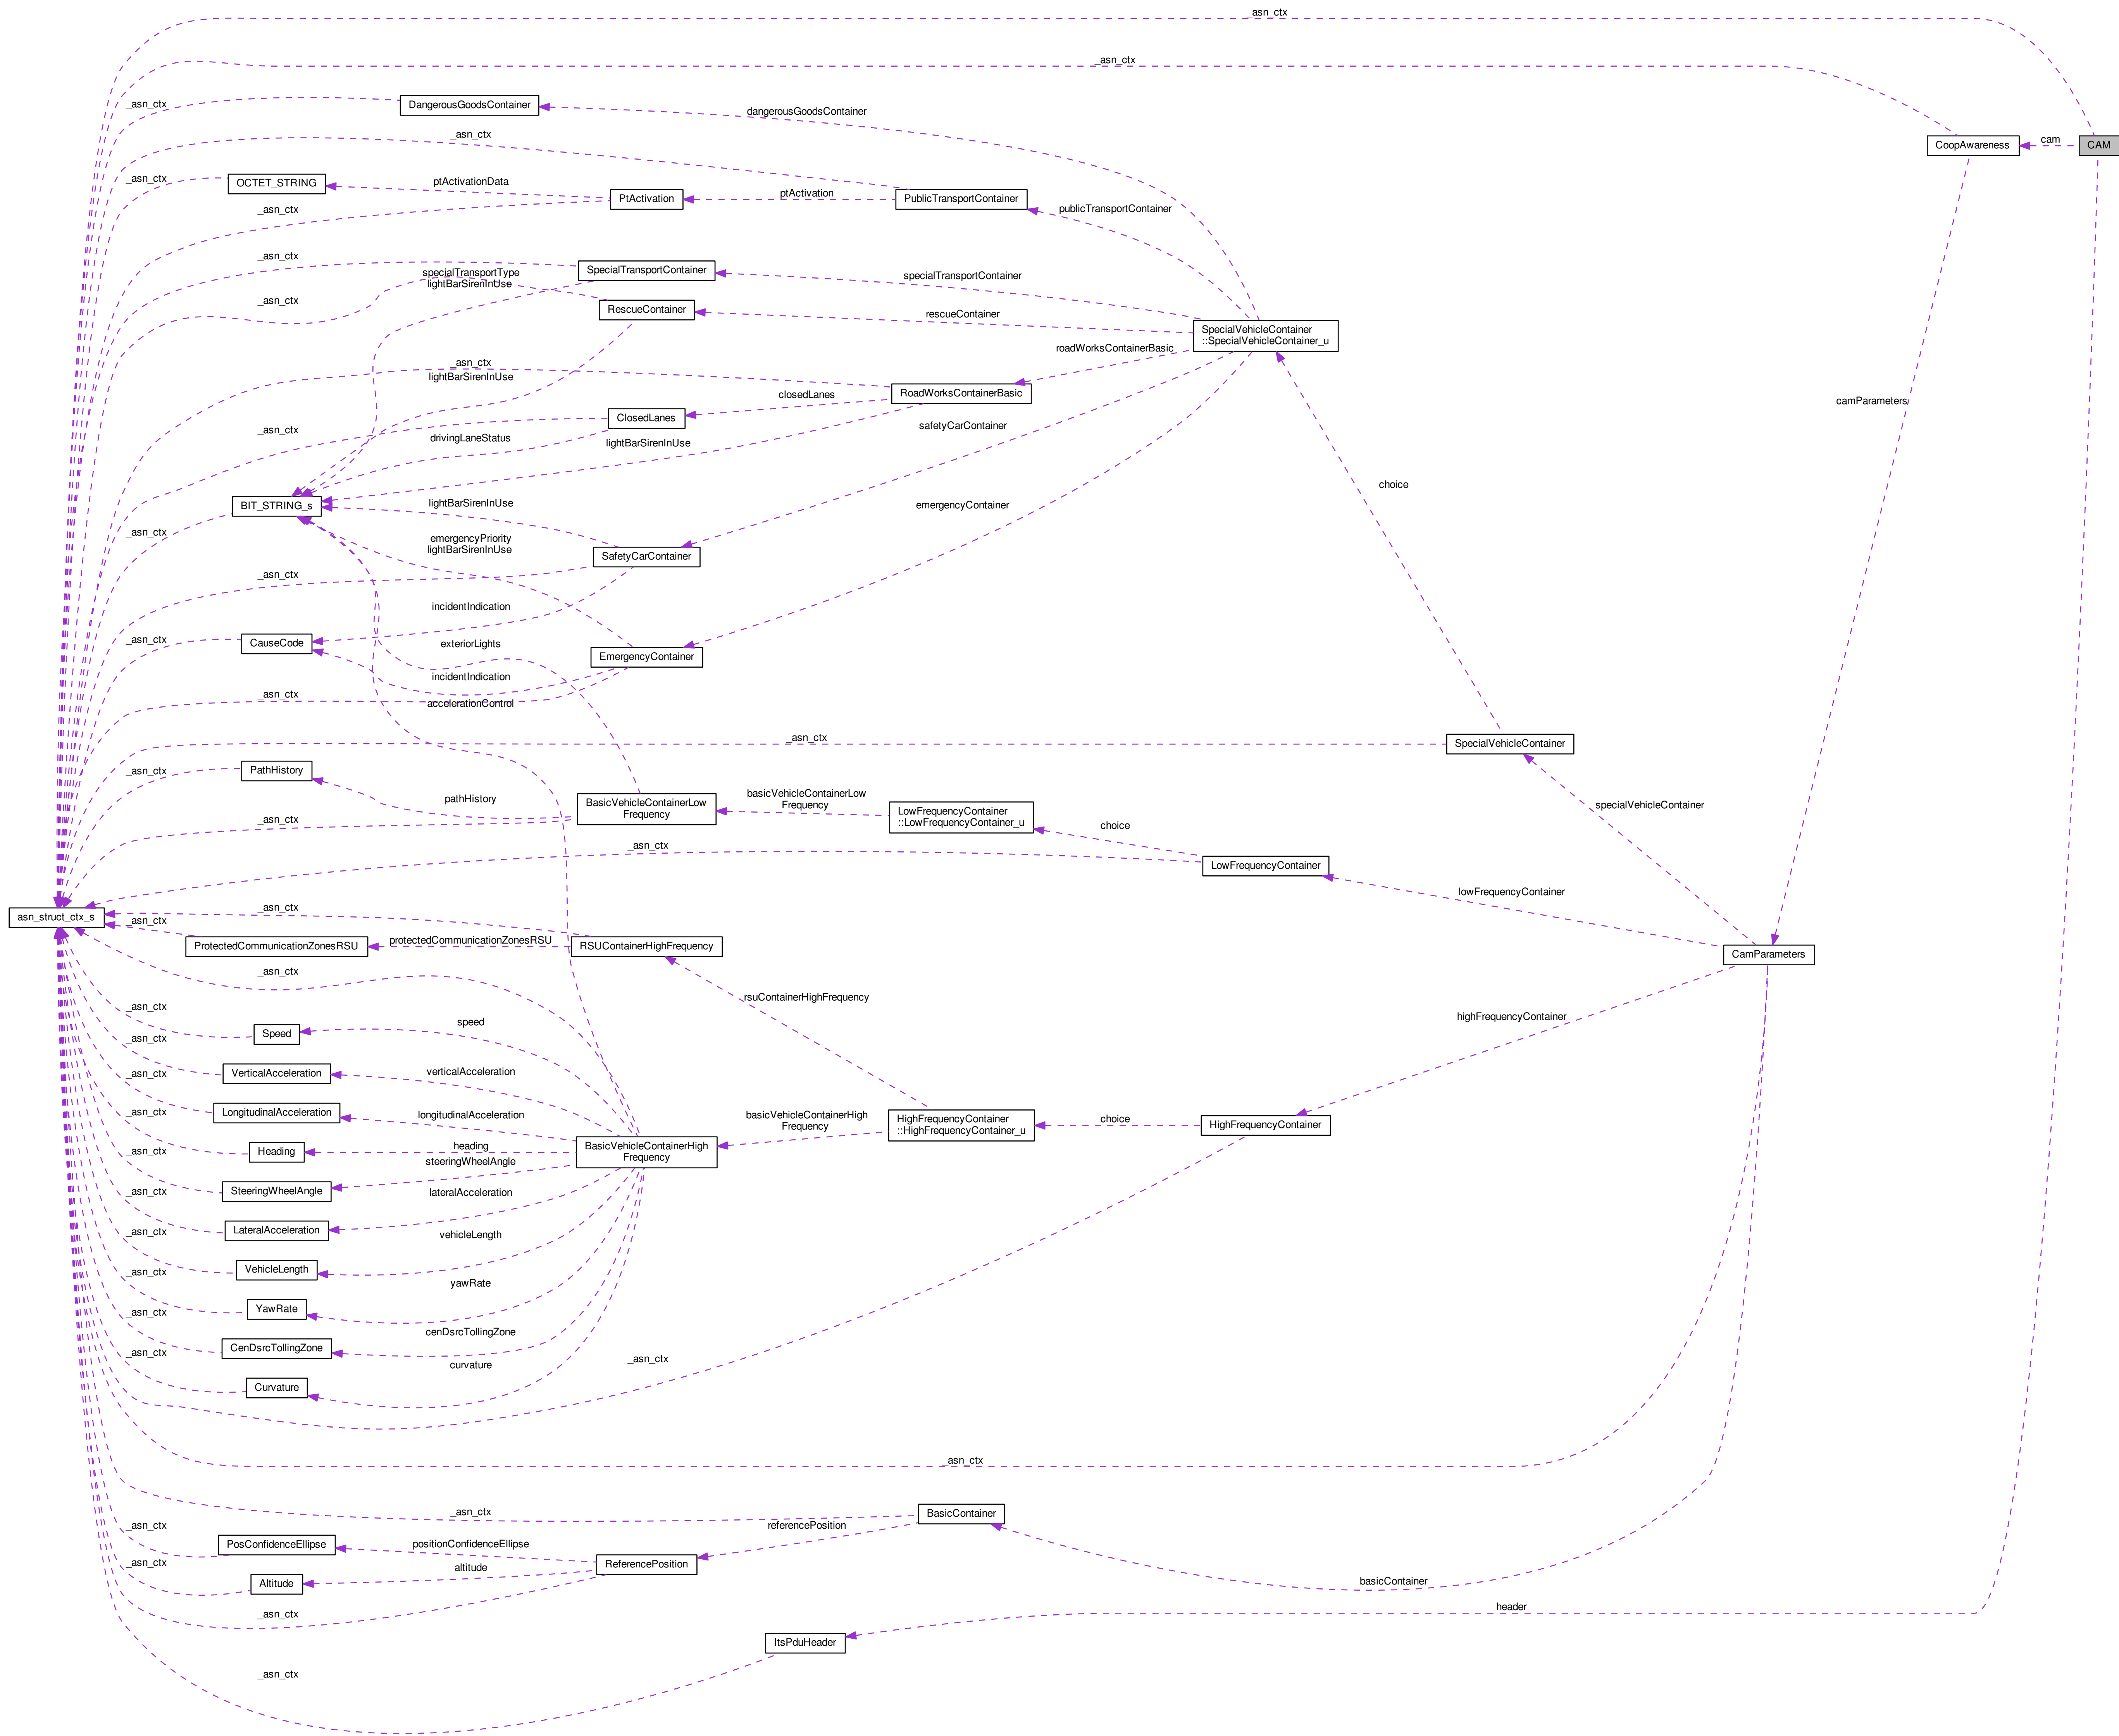 _asn_ctx
_asn_ctx
_asn_ctx
DangerousGoodsContainer
dangerousGoodsContainer
_asn_ctx
CoopAwareness
cam
CAM
_asn_ctx
OCTET_STRING
ptActivationData
PtActivation
ptActivation
PublicTransportContainer
publicTransportContainer
_asn_ctx
_asn_ctx
specialTransportType
lightBarSirenInUse
SpecialTransportContainer
specialTransportContainer
_asn_ctx
RescueContainer
rescueContainer
SpecialVehicleContainer
::SpecialVehicleContainer_u
roadWorksContainerBasic
_asn_ctx
lightBarSirenInUse
RoadWorksContainerBasic
closedLanes
ClosedLanes
camParameters
_asn_ctx
drivingLaneStatus
lightBarSirenInUse
safetyCarContainer
choice
BIT_STRING_s
lightBarSirenInUse
emergencyContainer
_asn_ctx
emergencyPriority
lightBarSirenInUse
SafetyCarContainer
_asn_ctx
incidentIndication
_asn_ctx
CauseCode
exteriorLights
EmergencyContainer
incidentIndication
_asn_ctx
accelerationControl
_asn_ctx
SpecialVehicleContainer
_asn_ctx
PathHistory
pathHistory
BasicVehicleContainerLow
Frequency
basicVehicleContainerLow
Frequency
LowFrequencyContainer
::LowFrequencyContainer_u
specialVehicleContainer
_asn_ctx
choice
_asn_ctx
LowFrequencyContainer
lowFrequencyContainer
_asn_ctx
asn_struct_ctx_s
_asn_ctx
ProtectedCommunicationZonesRSU
protectedCommunicationZonesRSU
RSUContainerHighFrequency
CamParameters
_asn_ctx
rsuContainerHighFrequency
_asn_ctx
Speed
speed
highFrequencyContainer
_asn_ctx
VerticalAcceleration
verticalAcceleration
_asn_ctx
LongitudinalAcceleration
longitudinalAcceleration
basicVehicleContainerHigh
Frequency
HighFrequencyContainer
::HighFrequencyContainer_u
choice
HighFrequencyContainer
_asn_ctx
Heading
heading
BasicVehicleContainerHigh
Frequency
_asn_ctx
SteeringWheelAngle
steeringWheelAngle
_asn_ctx
LateralAcceleration
lateralAcceleration
_asn_ctx
VehicleLength
vehicleLength
_asn_ctx
YawRate
yawRate
_asn_ctx
CenDsrcTollingZone
cenDsrcTollingZone
_asn_ctx
Curvature
curvature
_asn_ctx
_asn_ctx
_asn_ctx
BasicContainer
_asn_ctx
PosConfidenceEllipse
positionConfidenceEllipse
referencePosition
ReferencePosition
_asn_ctx
Altitude
altitude
basicContainer
_asn_ctx
header
ItsPduHeader
_asn_ctx